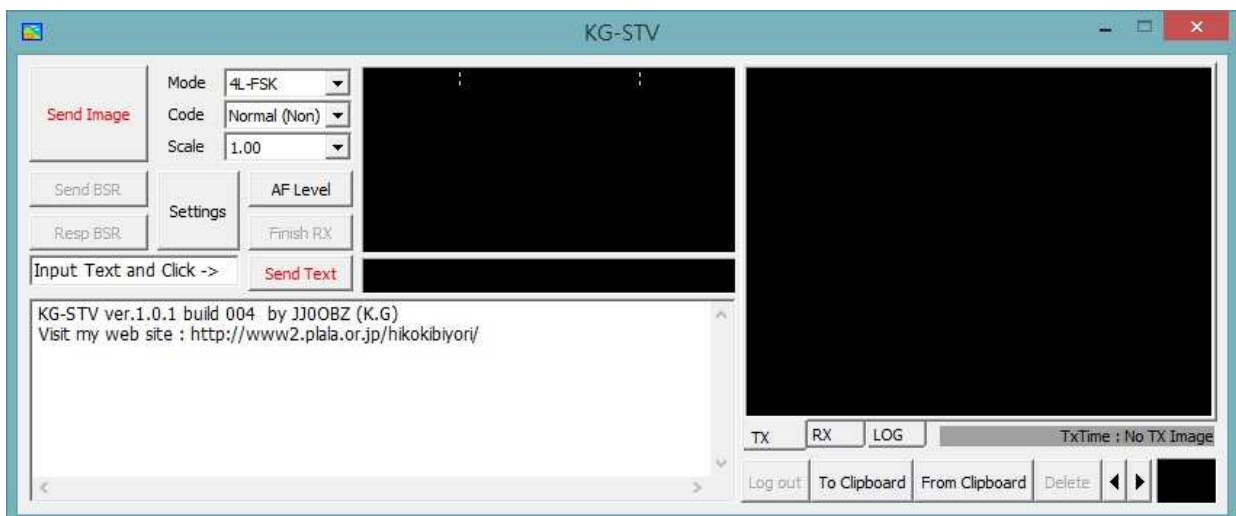 KG-STV
Send Image
Mode 4L-FSK
Code Normal (Non)
Scale 1.00
Send BSR
Settings
AF Level
Resp BSR
Finish RX
Input Text and Click ->
Send Text
KG-STV ver.1.0.1 build 004 by JJ0OBZ (K.G)
Visit my web site : http://www2.plala.or.jp/hikokibiyori/
TX RX LOG TxTime : No TX Image
Log out To Clipboard From Clipboard Delete